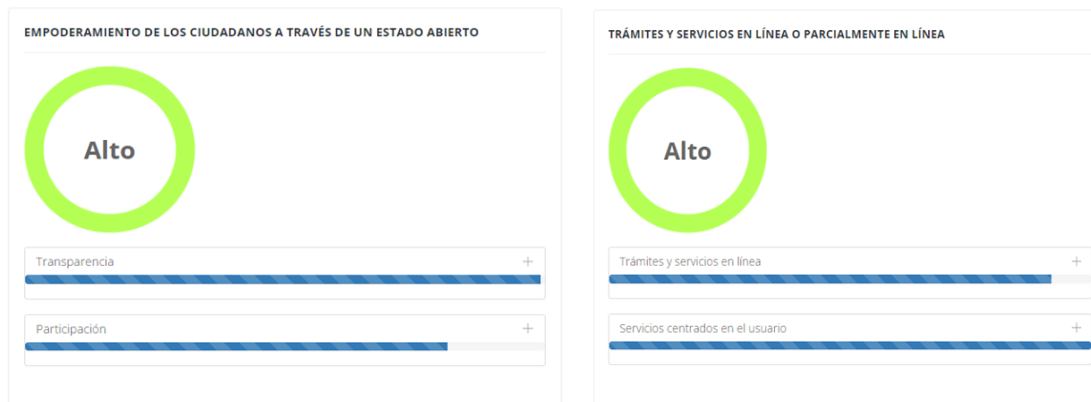 EMPODERAMIENTO DE LOS CIUDADANOS A TRAVÉS DE UN ESTADO ABIERTO
Alto
Transparencia
Participación
TRÁMITES Y SERVICIOS EN LÍNEA O PARCIALMENTE EN LÍNEA
Alto
Trámites y servicios en línea
Servicios centrados en el usuario